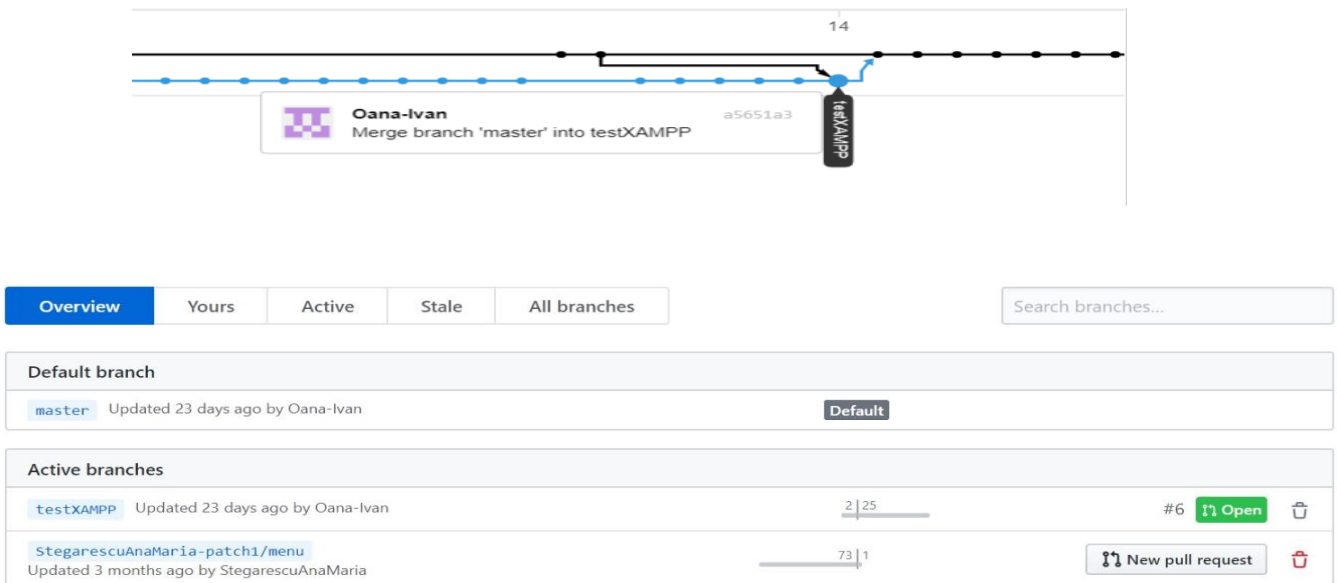 14
Oana-Ivan a5651a3
Merge branch 'master' into testXAMPP
testXAMPP
Overview Yours Active Stale All branches Search branches...
Default branch
master Updated 23 days ago by Oana-Ivan Default
Active branches
testXAMPP Updated 23 days ago by Oana-Ivan 2 25 #6 Open
StegarescuAnaMaria-patch1/menu 73 1 New pull request
Updated 3 months ago by StegarescuAnaMaria